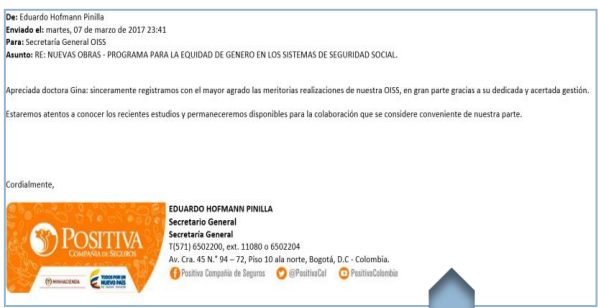 De: Eduardo Hofmann Pinilla
Enviado el: martes, 07 de marzo de 2017 23:41
Para: Secretaría General OISS
Asunto: RE: NUEVAS OBRAS - PROGRAMA PARA LA EQUIDAD DE GENERO EN LOS SISTEMAS DE SEGURIDAD SOCIAL.
Apreciada doctora Gina: sinceramente registramos con el mayor agrado las meritorias realizaciones de nuestra OISS, en gran parte gracias a su dedicada y acertada gestión.
Estaremos atentos a conocer los recientes estudios y permaneceremos disponibles para la colaboración que se considere conveniente de nuestra parte.
Cordialmente,
EDUARDO HOFMANN PINILLA
Secretario General
Secretaría General
T(571) 6502200, ext. 11080 o 6502204
Av. Cra. 45 N.° 94 – 72, Piso 10 ala norte, Bogotá, D.C - Colombia.
Positiva Compañía de Seguros @PositivaCol PositivaColombia
POSITIVA
COMPAÑÍA DE SEGUROS
MINHACIENDA
TODOS POR UN
NUEVO PAÍS